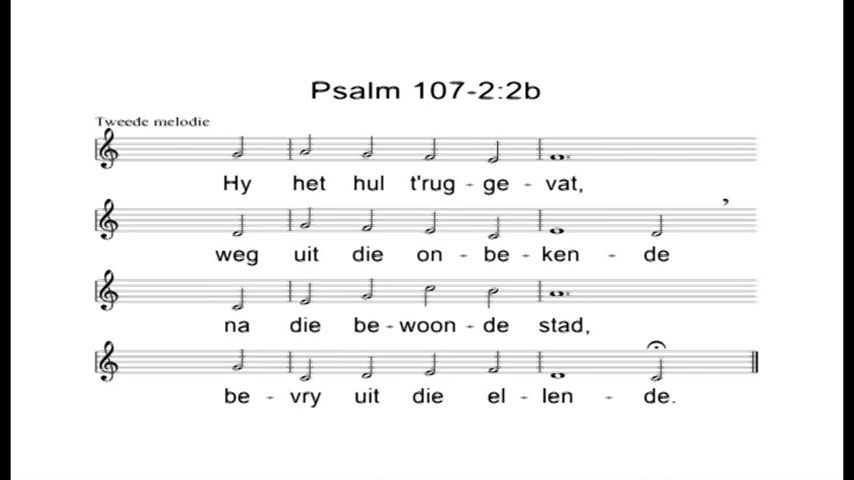 Psalm 107-2:2b
Tweede melodie
Hy het hul t'rug - ge - vat,
weg uit die on - be - ken - de
na die be - woon - de stad,
be - vry uit die el - len - de.